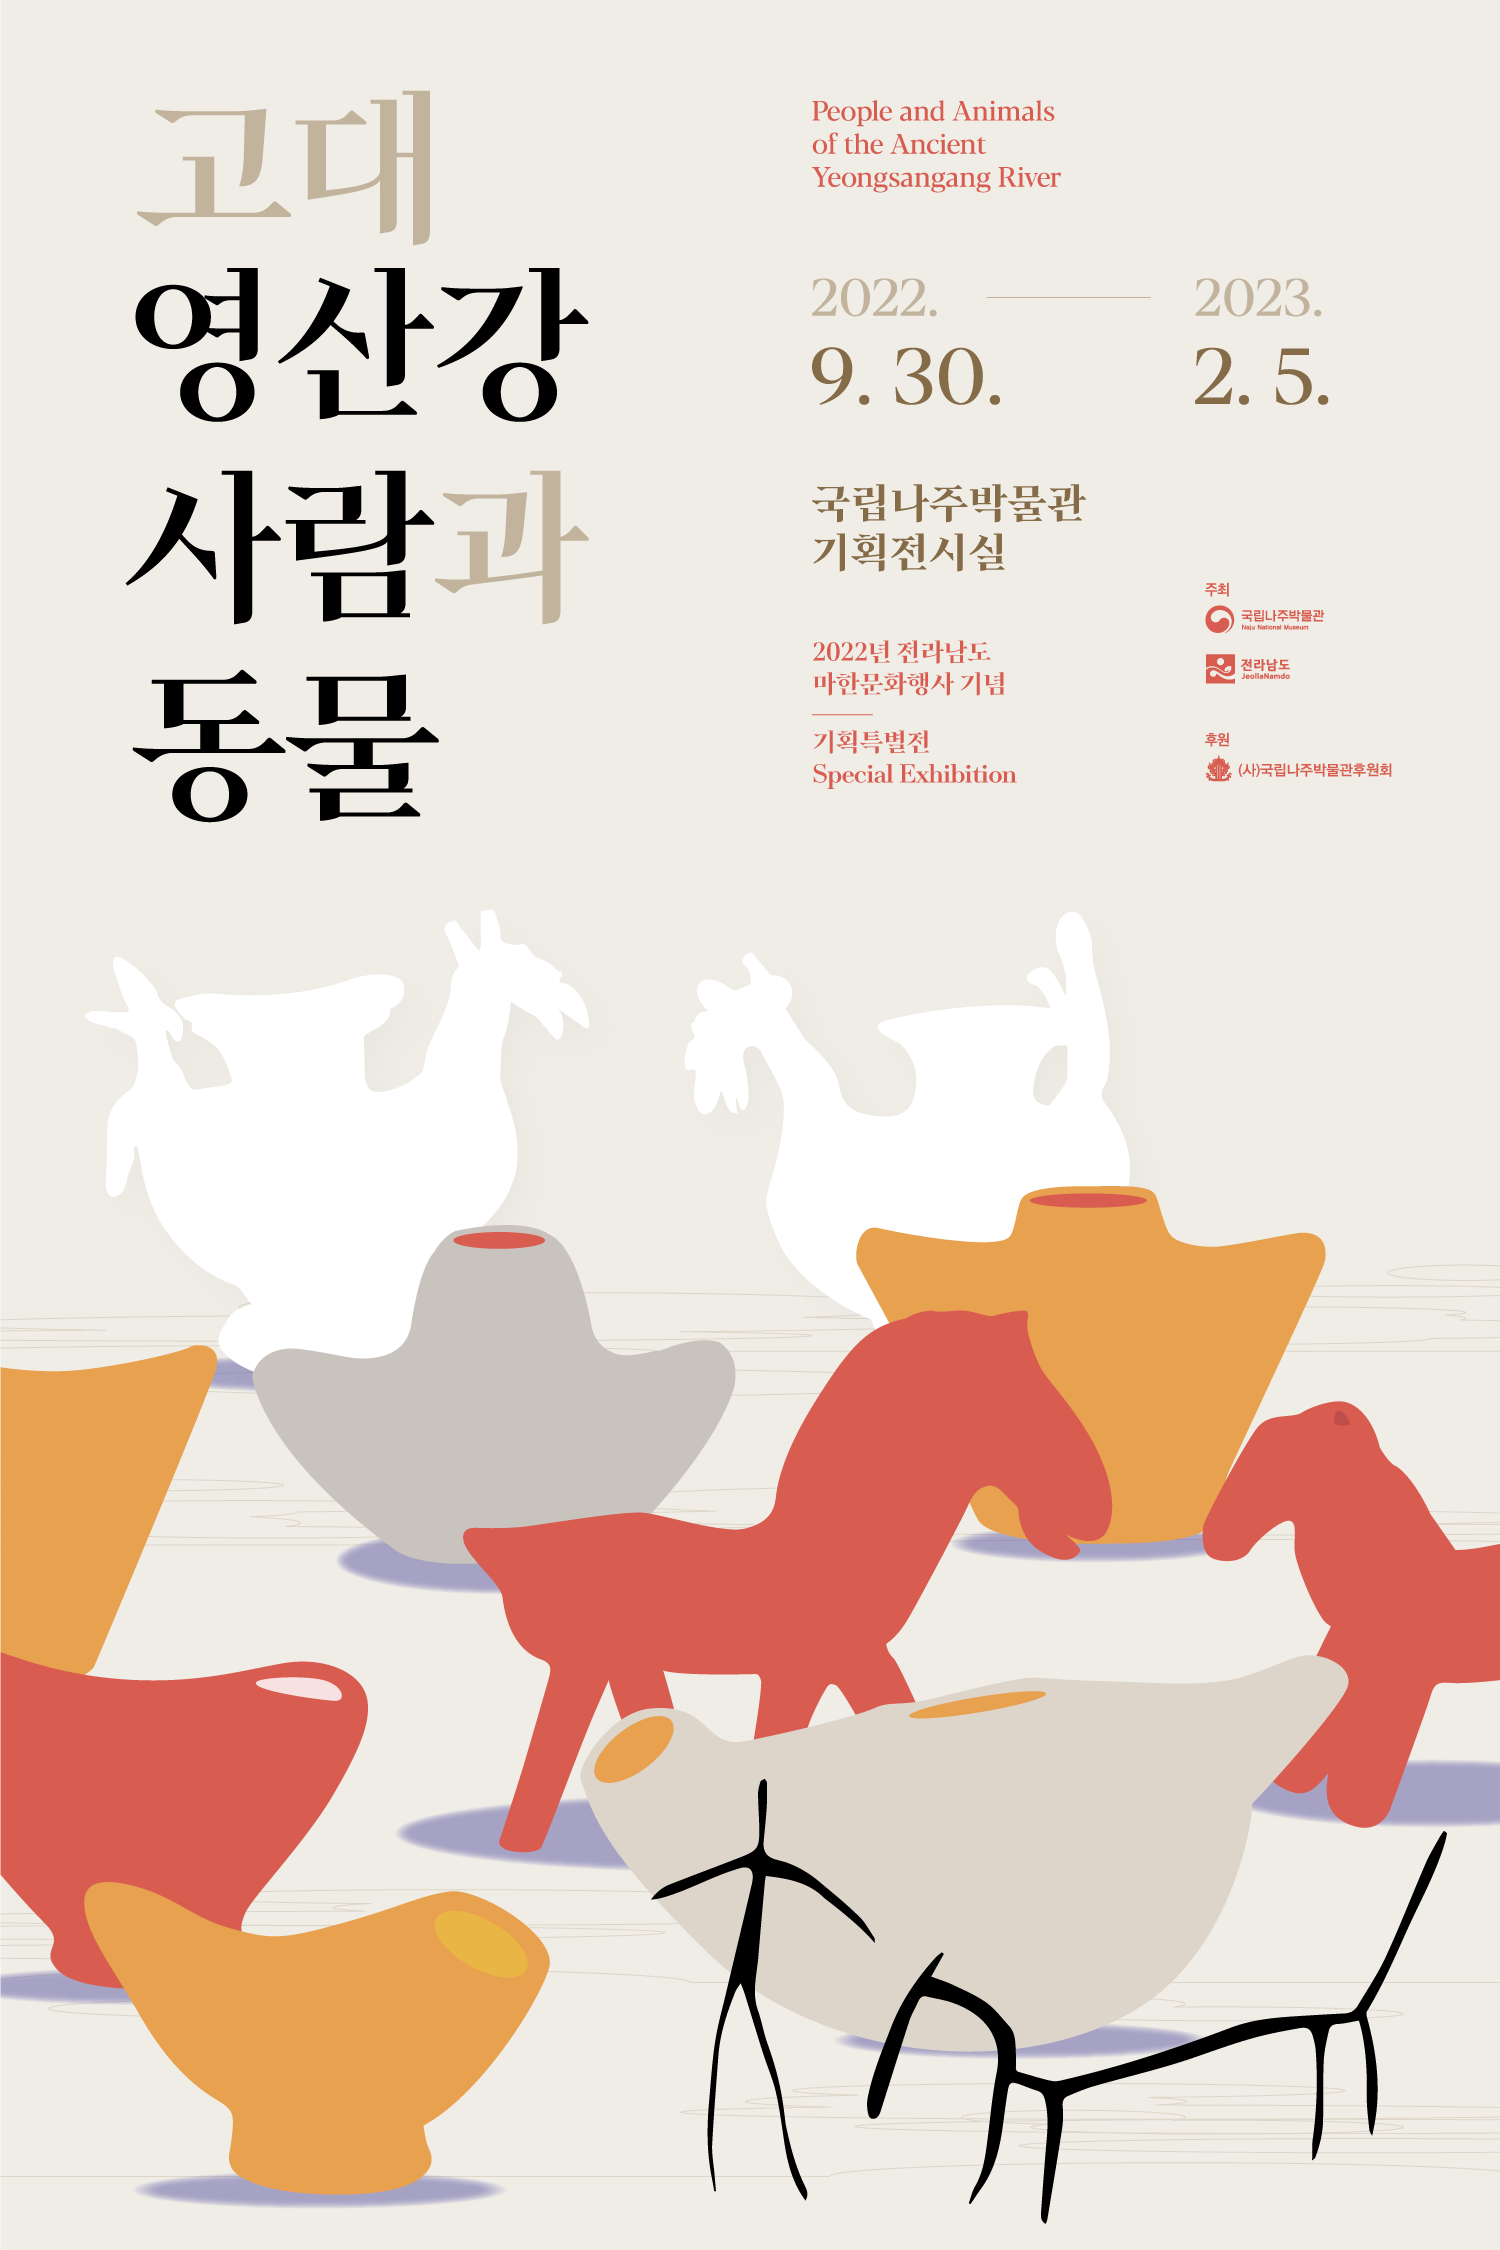 고대
영산강
사람과
동물
People and Animals
of the Ancient
Yeongsangang River
2022. 2023.
9. 30. 2. 5.
국립나주박물관
기획전시실
2022년 전라남도
마한문화행사 기념
기획특별전
Special Exhibition
주최
국립나주박물관
Naju National Museum
전라남도
JeollaNamdo
후원
(사)국립나주박물관후원회